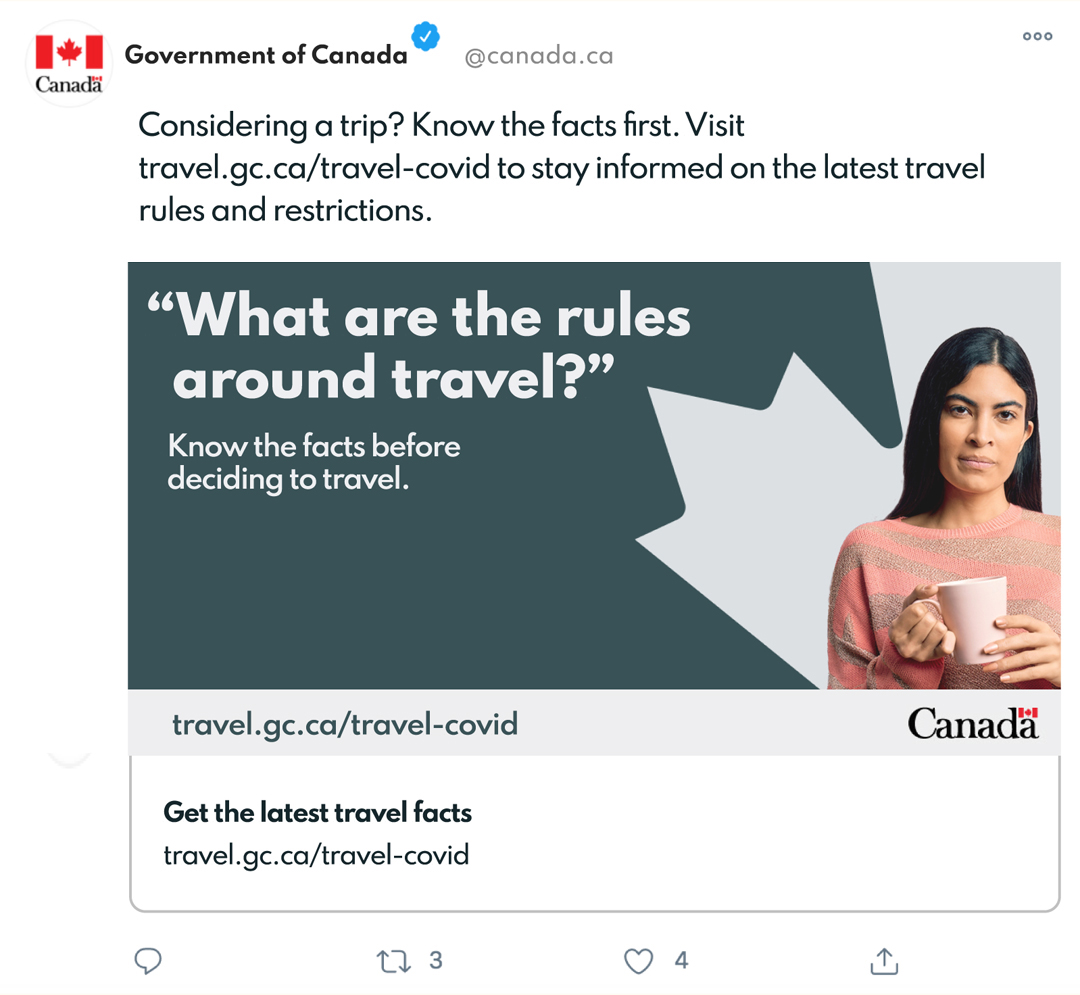 Canada
Government of Canada @canada.ca
Considering a trip? Know the facts first. Visit
travel.gc.ca/travel-covid to stay informed on the latest travel
rules and restrictions.
“What are the rules
around travel?”
Know the facts before
deciding to travel.
travel.gc.ca/travel-covid
Canada
Get the latest travel facts
travel.gc.ca/travel-covid
3
4